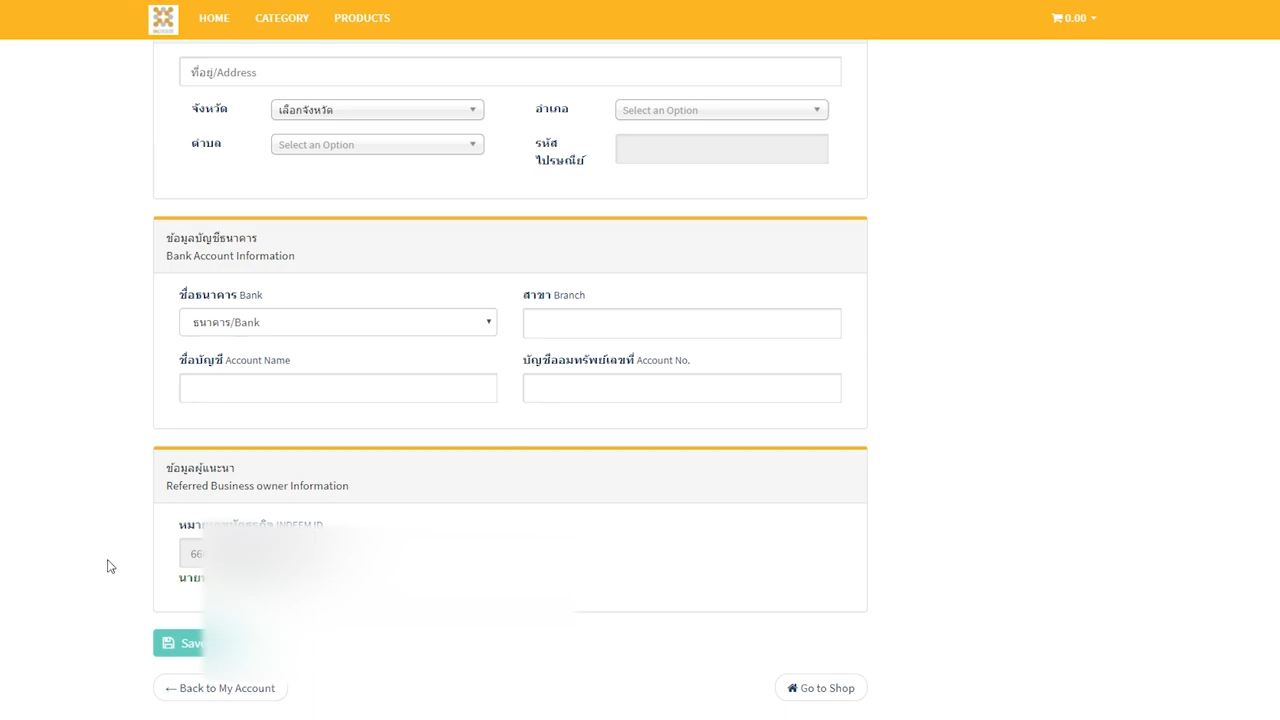 HOME CATEGORY PRODUCTS 0.00
ที่อยู่/Address
จังหวัด เลือกจังหวัด อำเภอ Select an Option
ตำบล Select an Option รหัส
ไปรษณีย์
ข้อมูลบัญชีธนาคาร
Bank Account Information
ชื่อธนาคาร Bank สาขา Branch
ธนาคาร/Bank
ชื่อบัญชี Account Name บัญชีออมทรัพย์เลขที่ Account No.
ข้อมูลผู้แนะนำ
Referred Business owner Information
Save
← Back to My Account Go to Shop